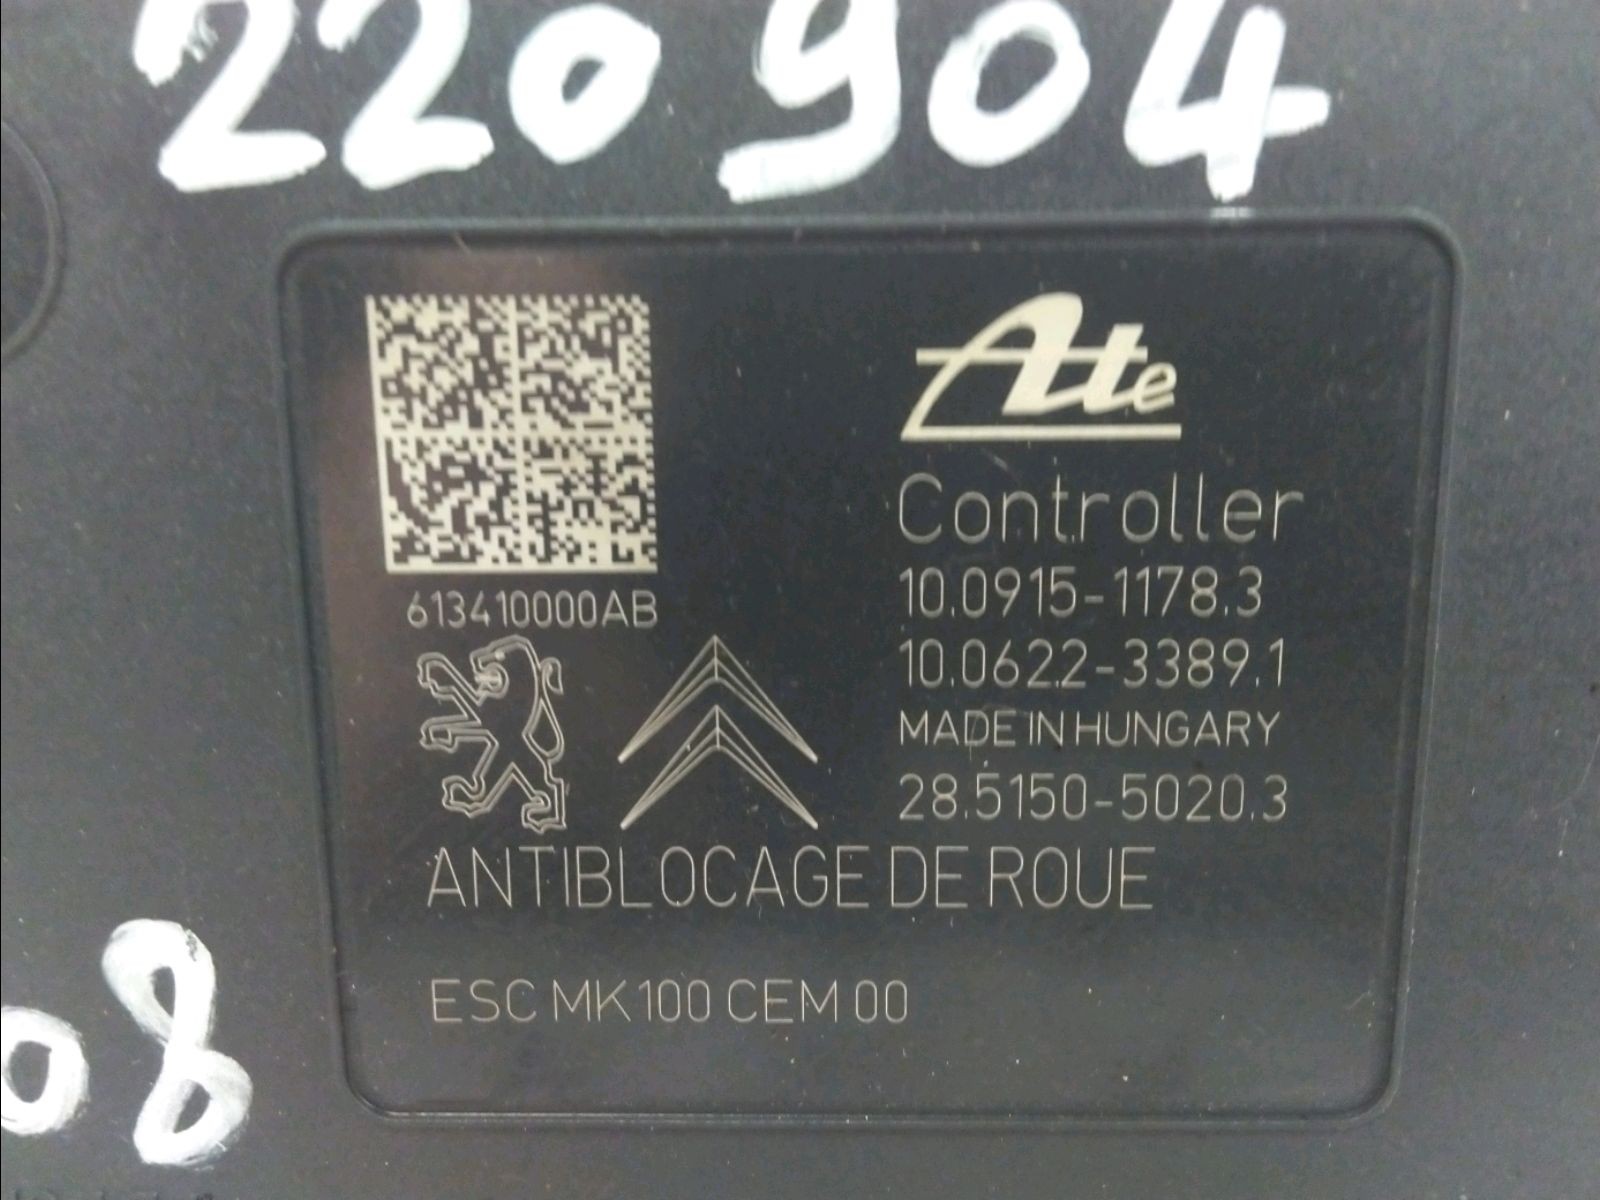 220904
Ate
Controller
10.0915-1178.3
613410000AB
10.0622-3389.1
MADE IN HUNGARY
28.5150-5020.3
ANTIBLOCAGE DE ROUE
ESC MK100 CEM 00
08